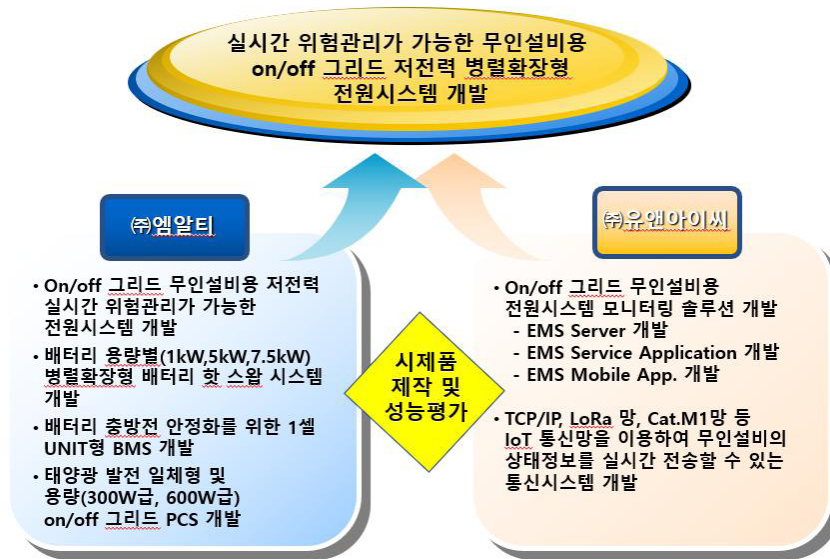 실시간 위험관리가 가능한 무인설비용
on/off 그리드 저전력 병렬확장형
전원시스템 개발
㈜엠알티
• On/off 그리드 무인설비용 저전력
실시간 위험관리가 가능한
전원시스템 개발
• 배터리 용량별(1kW,5kW,7.5kW)
병렬확장형 배터리 핫 스왑 시스템
개발
• 배터리 충방전 안정화를 위한 1셀
UNIT형 BMS 개발
• 태양광 발전 일체형 및
용량(300W급, 600W급)
on/off 그리드 PCS 개발
시제품
제작 및
성능평가
㈜유앤아이씨
• On/off 그리드 무인설비용
전원시스템 모니터링 솔루션 개발
- EMS Server 개발
- EMS Service Application 개발
- EMS Mobile App. 개발
• TCP/IP, LoRa 망, Cat.M1망 등
IoT 통신망을 이용하여 무인설비의
상태정보를 실시간 전송할 수 있는
통신시스템 개발